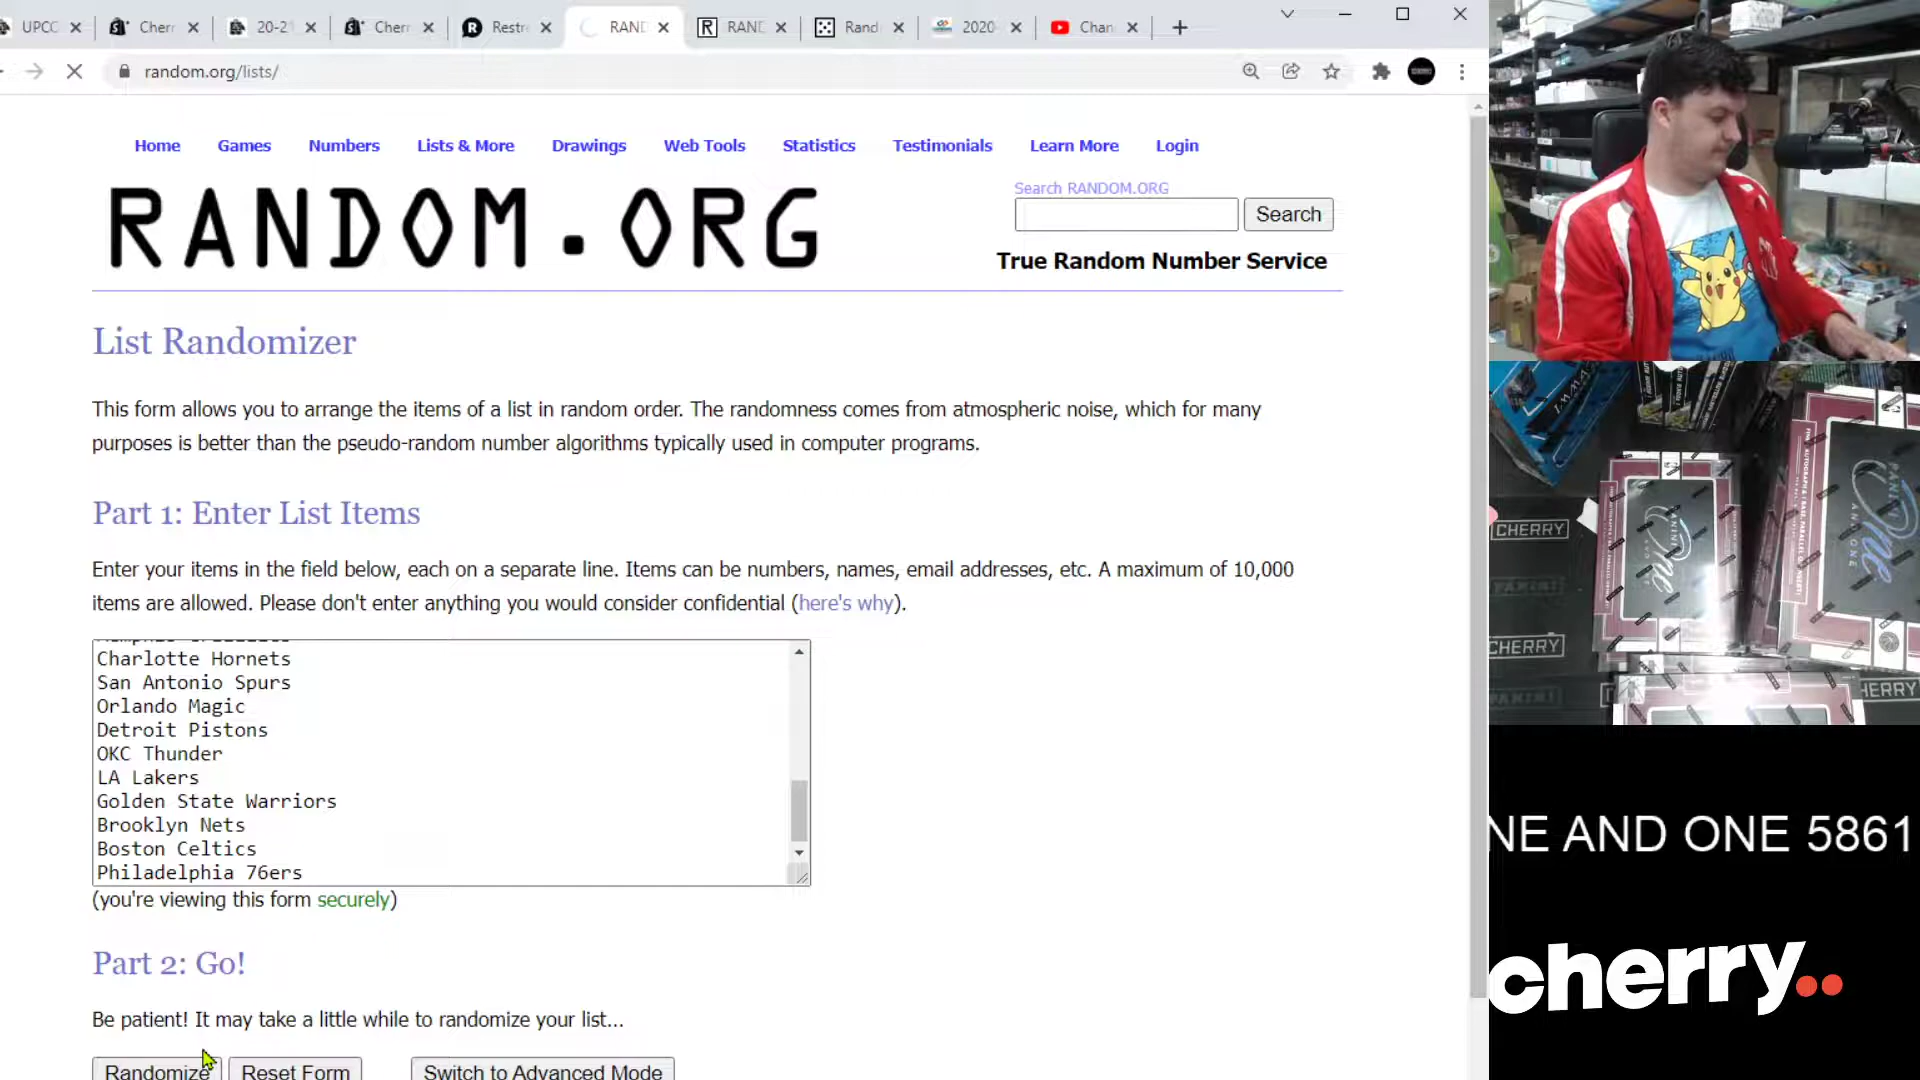 UPCC
Cherr
20-2
Cherr
Restr
RAND
RAND
Rand
2020-
Chan
random.org/lists/
Home Games Numbers Lists & More Drawings Web Tools Statistics Testimonials Learn More Login
RANDOM.ORG
Search RANDOM.ORG
Search
True Random Number Service
List Randomizer
This form allows you to arrange the items of a list in random order. The randomness comes from atmospheric noise, which for many
purposes is better than the pseudo-random number algorithms typically used in computer programs.
Part 1: Enter List Items
Enter your items in the field below, each on a separate line. Items can be numbers, names, email addresses, etc. A maximum of 10,000
items are allowed. Please don't enter anything you would consider confidential (here's why).
Charlotte Hornets
San Antonio Spurs
Orlando Magic
Detroit Pistons
OKC Thunder
LA Lakers
Golden State Warriors
Brooklyn Nets
Boston Celtics
Philadelphia 76ers
(you're viewing this form securely)
Part 2: Go!
Be patient! It may take a little while to randomize your list...
Randomize Reset Form Switch to Advanced Mode
CHERRY
PANINI
CHERRY
PANINI
One
AND ONE
PANINI
One
AND ONE
HERRY
NE AND ONE 5861
cherry..